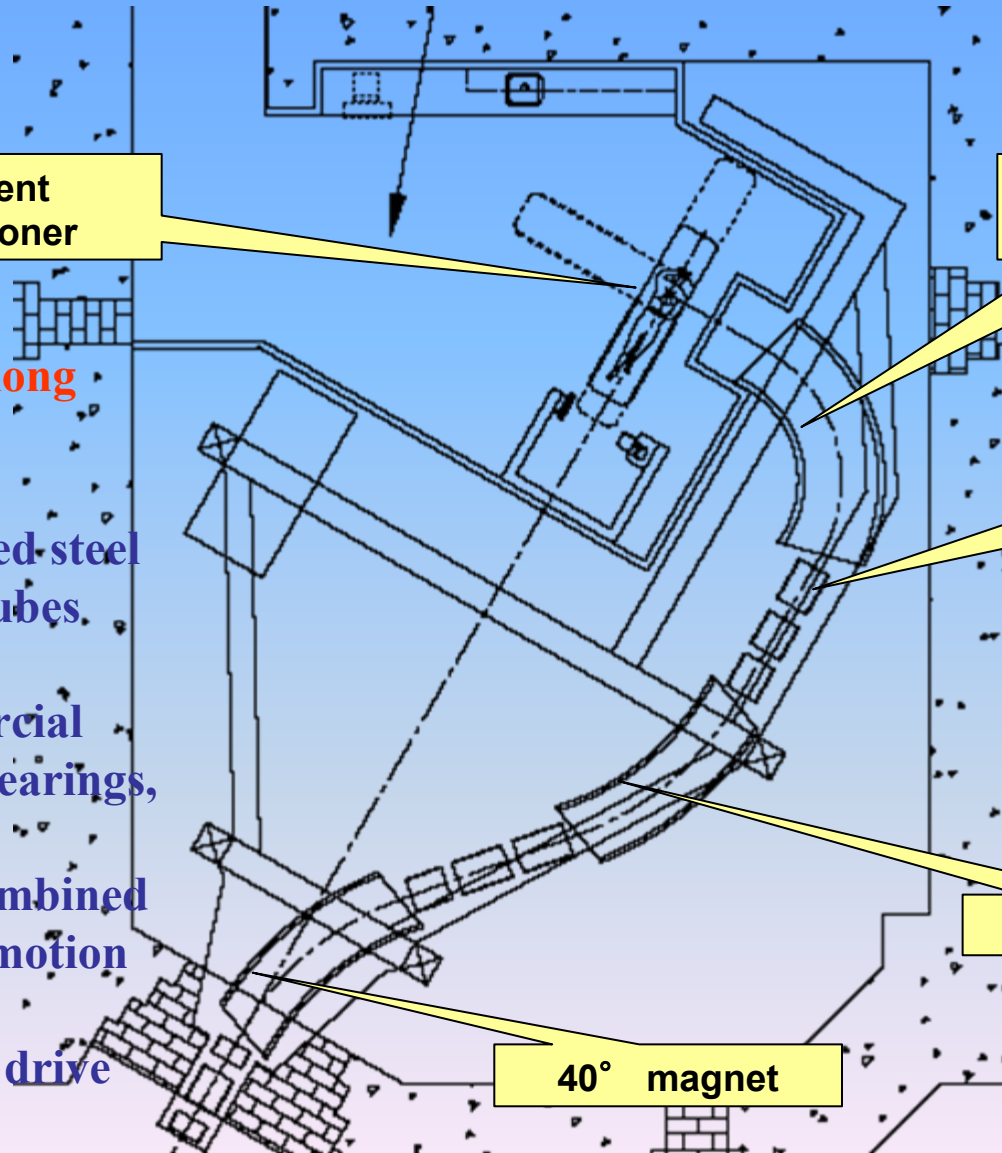 ent
oner
ong
ed steel
ubes
rcial
earings,
mbined
motion
drive
40° magnet